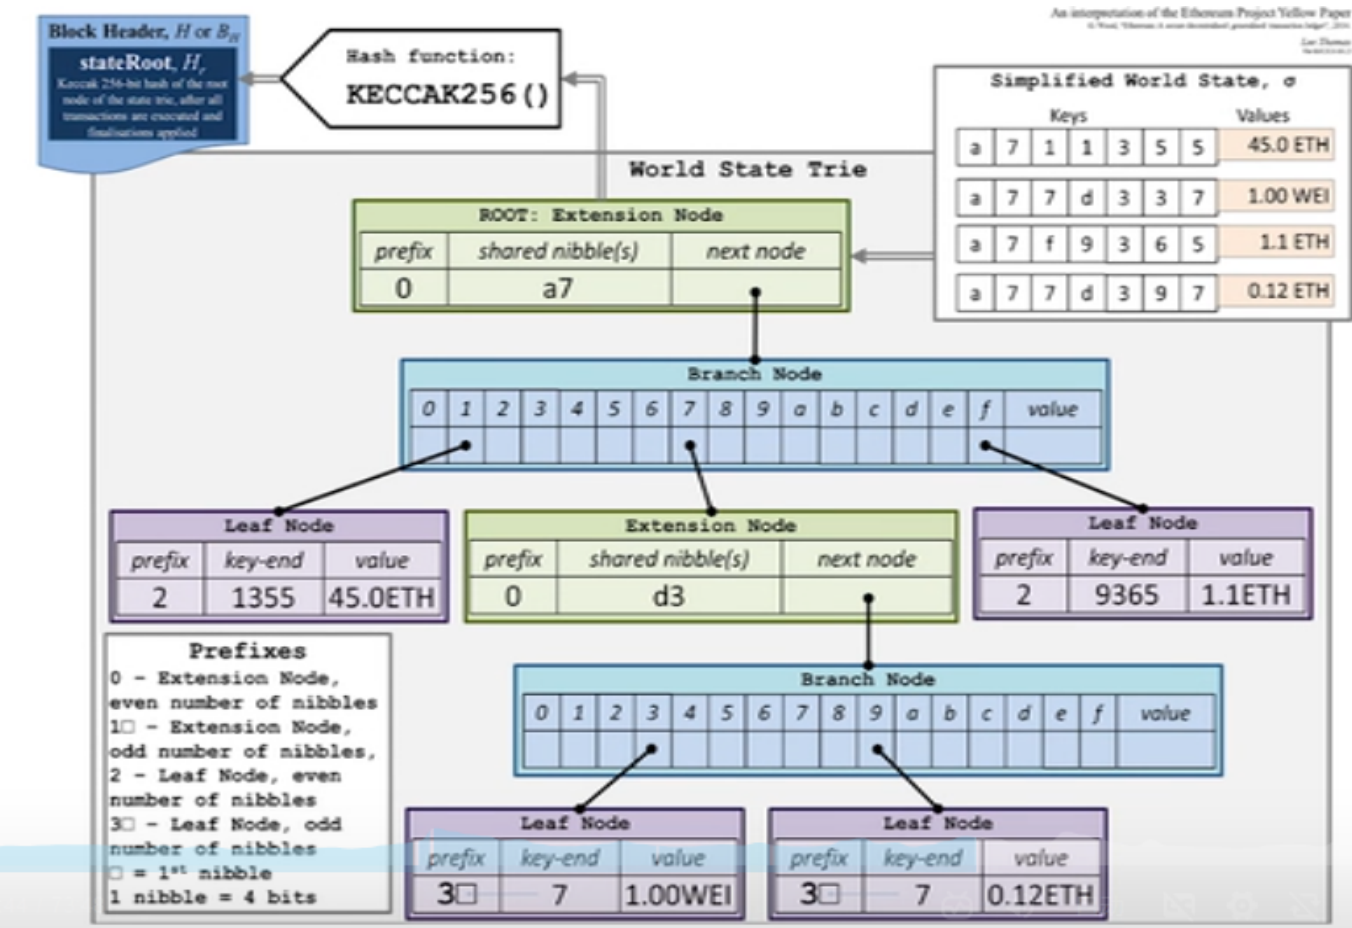 An interpretation of the Ethereum Project Yellow Paper
Block Header, H or B_H
stateRoot, H_r
Keccak 256-bit hash of the root
node of the state trie, after all
transactions are executed and
finalisations applied
Hash function:
KECCAK256()
Simplified World State, σ
Keys Values
a 7 1 1 3 5 5 45.0 ETH
a 7 7 d 3 3 7 1.00 WEI
a 7 f 9 3 6 5 1.1 ETH
a 7 7 d 3 9 7 0.12 ETH
World State Trie
ROOT: Extension Node
prefix shared nibble(s) next node
0 a7
Branch Node
0 1 2 3 4 5 6 7 8 9 a b c d e f value
Leaf Node
prefix key-end value
2 1355 45.0ETH
Extension Node
prefix shared nibble(s) next node
0 d3
Leaf Node
prefix key-end value
2 9365 1.1ETH
Prefixes
0 - Extension Node,
even number of nibbles
1□ - Extension Node,
odd number of nibbles,
2 - Leaf Node, even
number of nibbles
3□ - Leaf Node, odd
number of nibbles
□ = 1st nibble
1 nibble = 4 bits
Branch Node
0 1 2 3 4 5 6 7 8 9 a b c d e f value
Leaf Node
prefix key-end value
3□ 7 1.00WEI
Leaf Node
prefix key-end value
3□ 7 0.12ETH